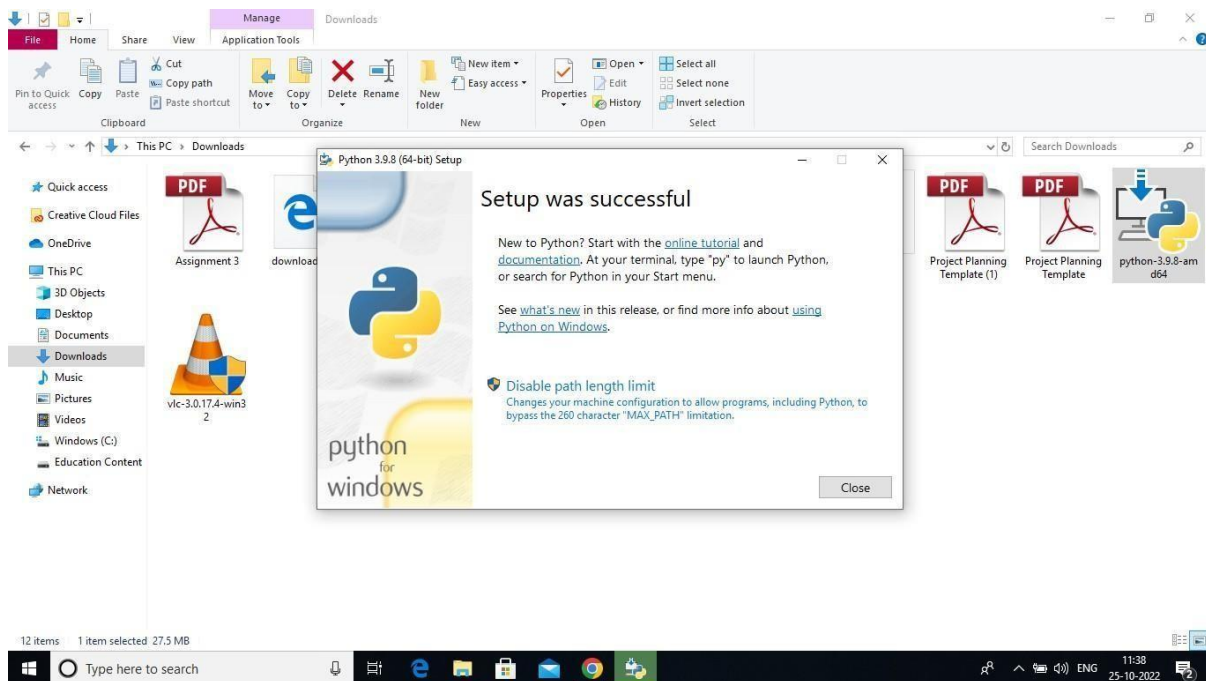 Manage
Downloads
File
Home
Share
View
Application Tools
Pin to Quick
access
Copy
Paste
Cut
Copy path
Paste shortcut
Clipboard
Move
to
Copy
to
Delete
Rename
Organize
New
folder
New item
Easy access
New
Properties
Open
Edit
History
Open
Select all
Select none
Invert selection
Select
This PC
Downloads
Search Downloads
Quick access
Creative Cloud Files
OneDrive
This PC
3D Objects
Desktop
Documents
Downloads
Music
Pictures
Videos
Windows (C:)
Education Content
Network
PDF
Assignment 3
download
vlc-3.0.17.4-win3
2
Python 3.9.8 (64-bit) Setup
Setup was successful
New to Python? Start with the online tutorial and
documentation. At your terminal, type "py" to launch Python,
or search for Python in your Start menu.
See what's new in this release, or find more info about using
Python on Windows.
Disable path length limit
Changes your machine configuration to allow programs, including Python, to
bypass the 260 character "MAX_PATH" limitation.
python
for
windows
Close
PDF
Project Planning
Template (1)
PDF
Project Planning
Template
python-3.9.8-am
d64
12 items
1 item selected 27.5 MB
Type here to search
ENG
11:38
25-10-2022
2